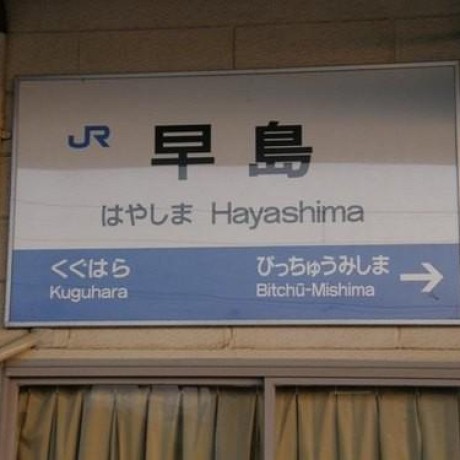 JR 早島
はやしま Hayashima
くぐはら びっちゅうみしま →
Kuguhara Bitchū-Mishima